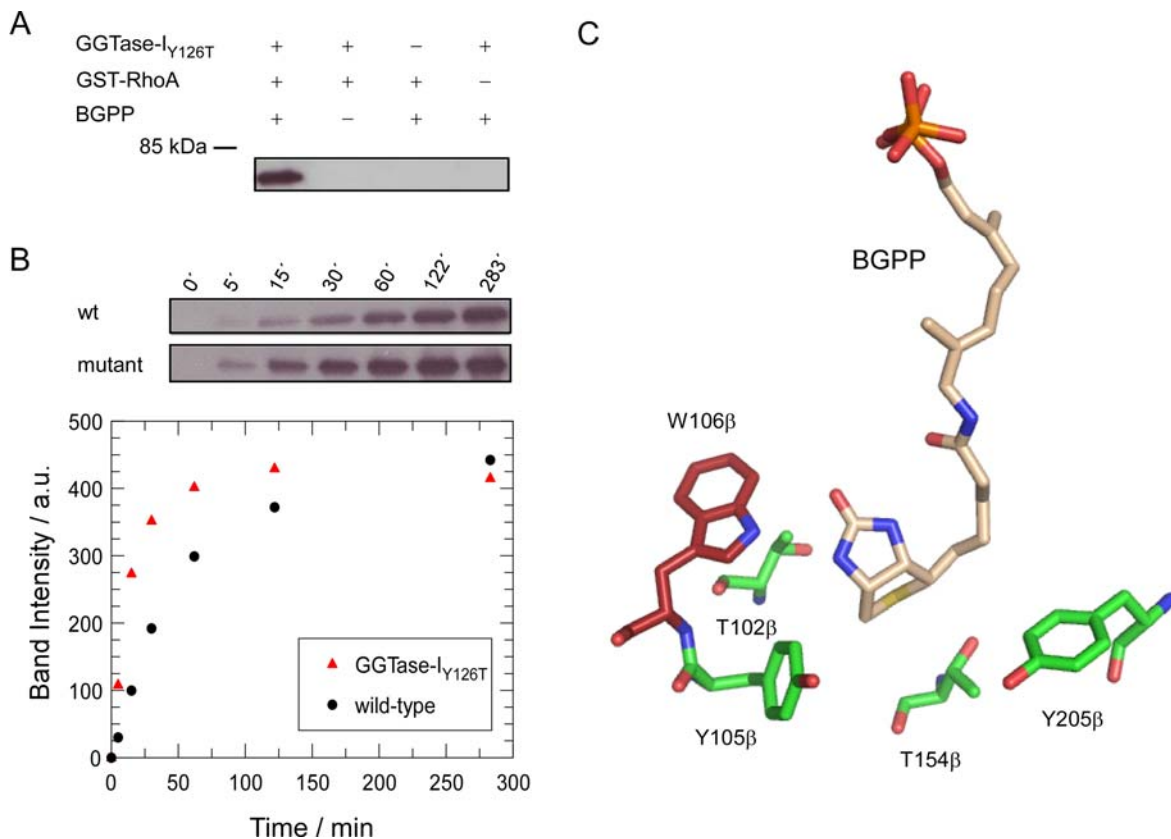 A
GGTase-I_Y126T + + − +
GST-RhoA + + + −
BGPP + − + +
85 kDa
B
0´ 5´ 15´ 30´ 60´ 122´ 283´
wt
mutant
500
400
300
200
100
0
Band Intensity / a.u.
GGTase-I_Y126T
wild-type
0 50 100 150 200 250 300
Time / min
C
BGPP
W106β
T102β
Y105β
T154β
Y205β